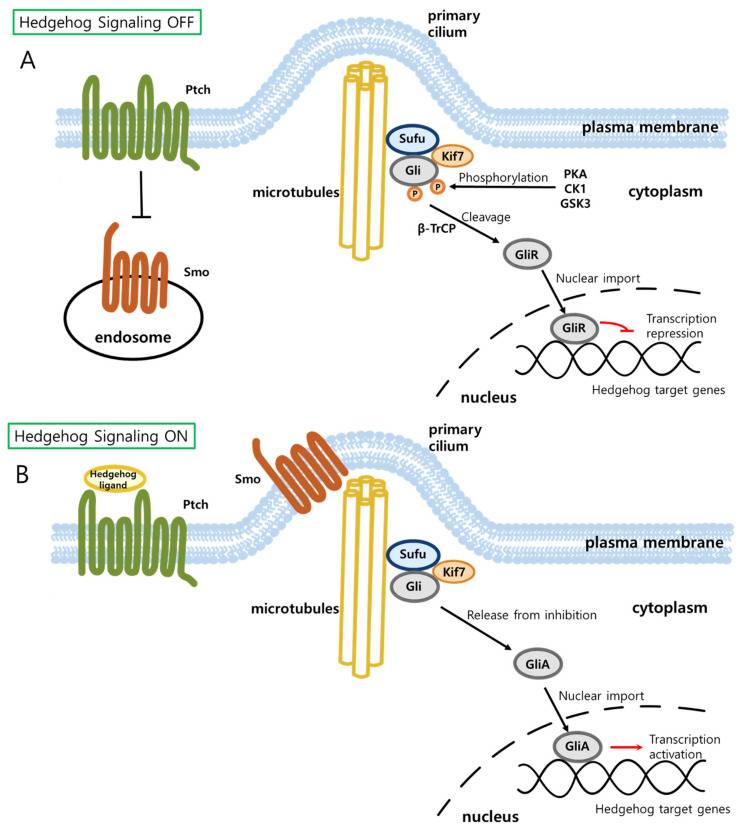 Hedgehog Signaling OFF
primary
cilium
A
Ptch
plasma membrane
Sufu
Kif7
Gli
P
P
Phosphorylation
PKA
CK1
GSK3
cytoplasm
microtubules
β-TrCP
Cleavage
GliR
Smo
endosome
Nuclear import
GliR
Transcription
repression
nucleus
Hedgehog target genes
Hedgehog Signaling ON
primary
cilium
B
Hedgehog
ligand
Smo
Ptch
plasma membrane
Sufu
Kif7
Gli
microtubules
cytoplasm
Release from inhibition
GliA
Nuclear import
GliA
Transcription
activation
nucleus
Hedgehog target genes